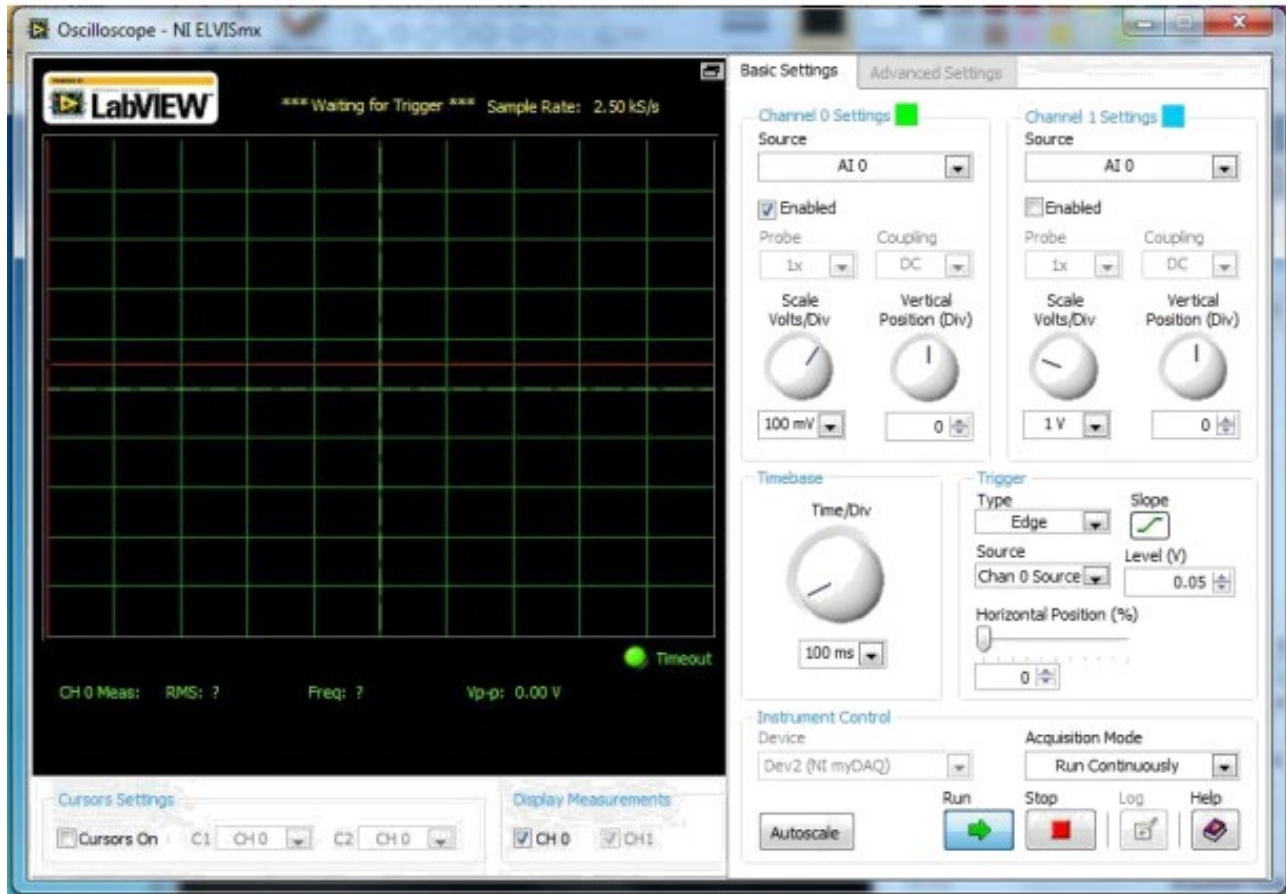 Oscilloscope - NI ELVISmx
LabVIEW
*** Waiting for Trigger *** Sample Rate: 2.50 kS/s
Timeout
CH 0 Meas: RMS: ? Freq: ? Vp-p: 0.00 V
Cursors Settings
Cursors On C1 CH 0 C2 CH 0
Display Measurements
CH 0 CH1
Basic Settings Advanced Settings
Channel 0 Settings
Source
AI 0
Enabled
Probe Coupling
1x DC
Scale
Volts/Div
Vertical
Position (Div)
100 mV 0
Channel 1 Settings
Source
AI 0
Enabled
Probe Coupling
1x DC
Scale
Volts/Div
Vertical
Position (Div)
1 V 0
Timebase
Time/Div
100 ms
Trigger
Type Slope
Edge
Source Level (V)
Chan 0 Source 0.05
Horizontal Position (%)
0
Instrument Control
Device Acquisition Mode
Dev2 (NI myDAQ) Run Continuously
Run Stop Log Help
Autoscale